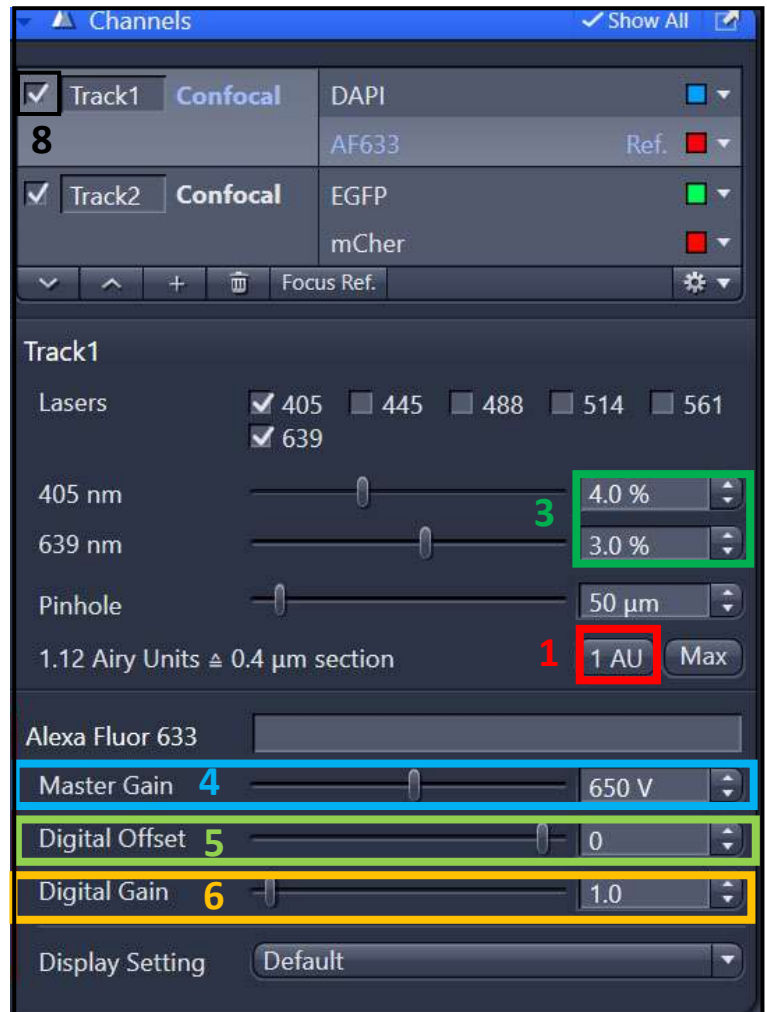 Channels Show All
Track1 Confocal DAPI
8 AF633 Ref.
Track2 Confocal EGFP
mCher
+ Focus Ref.
Track1
Lasers 405 445 488 514 561
639
405 nm 4.0 %
3
639 nm 3.0 %
Pinhole 50 µm
1.12 Airy Units ≙ 0.4 µm section 1 1 AU Max
Alexa Fluor 633
Master Gain 4 650 V
Digital Offset 5 0
Digital Gain 6 1.0
Display Setting Default